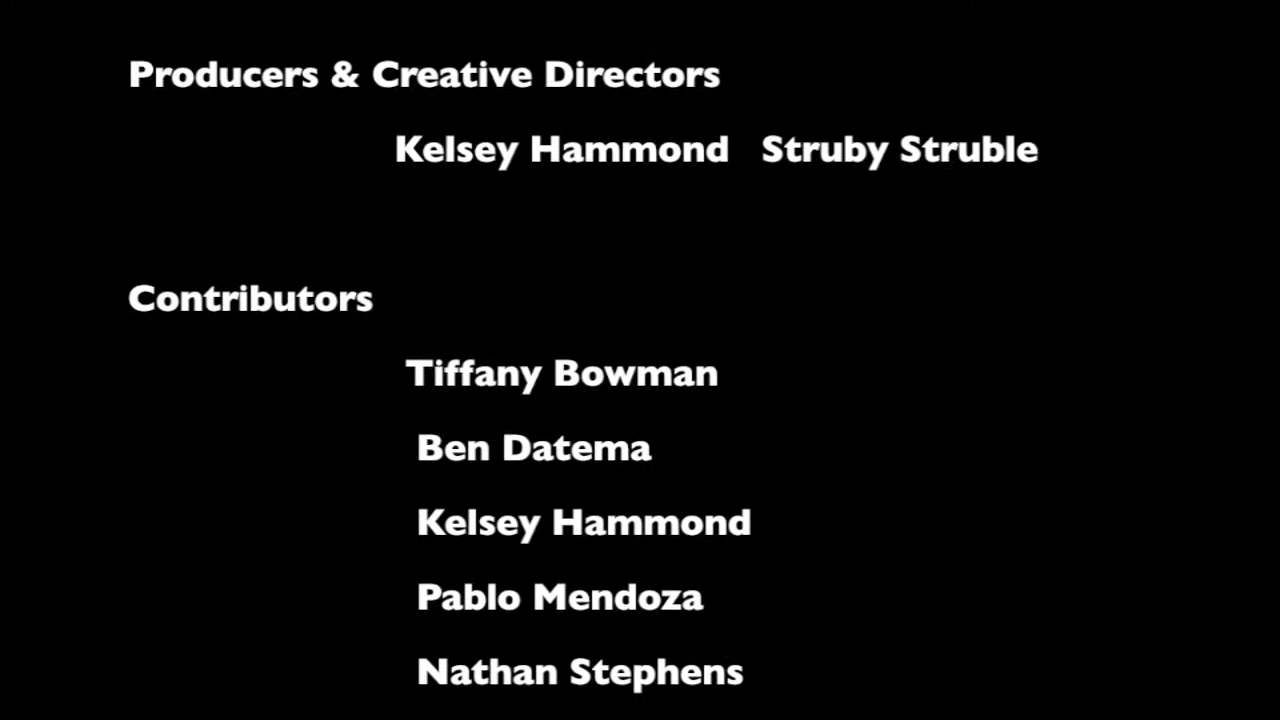 Producers & Creative Directors
Kelsey Hammond Struby Struble
Contributors
Tiffany Bowman
Ben Datema
Kelsey Hammond
Pablo Mendoza
Nathan Stephens